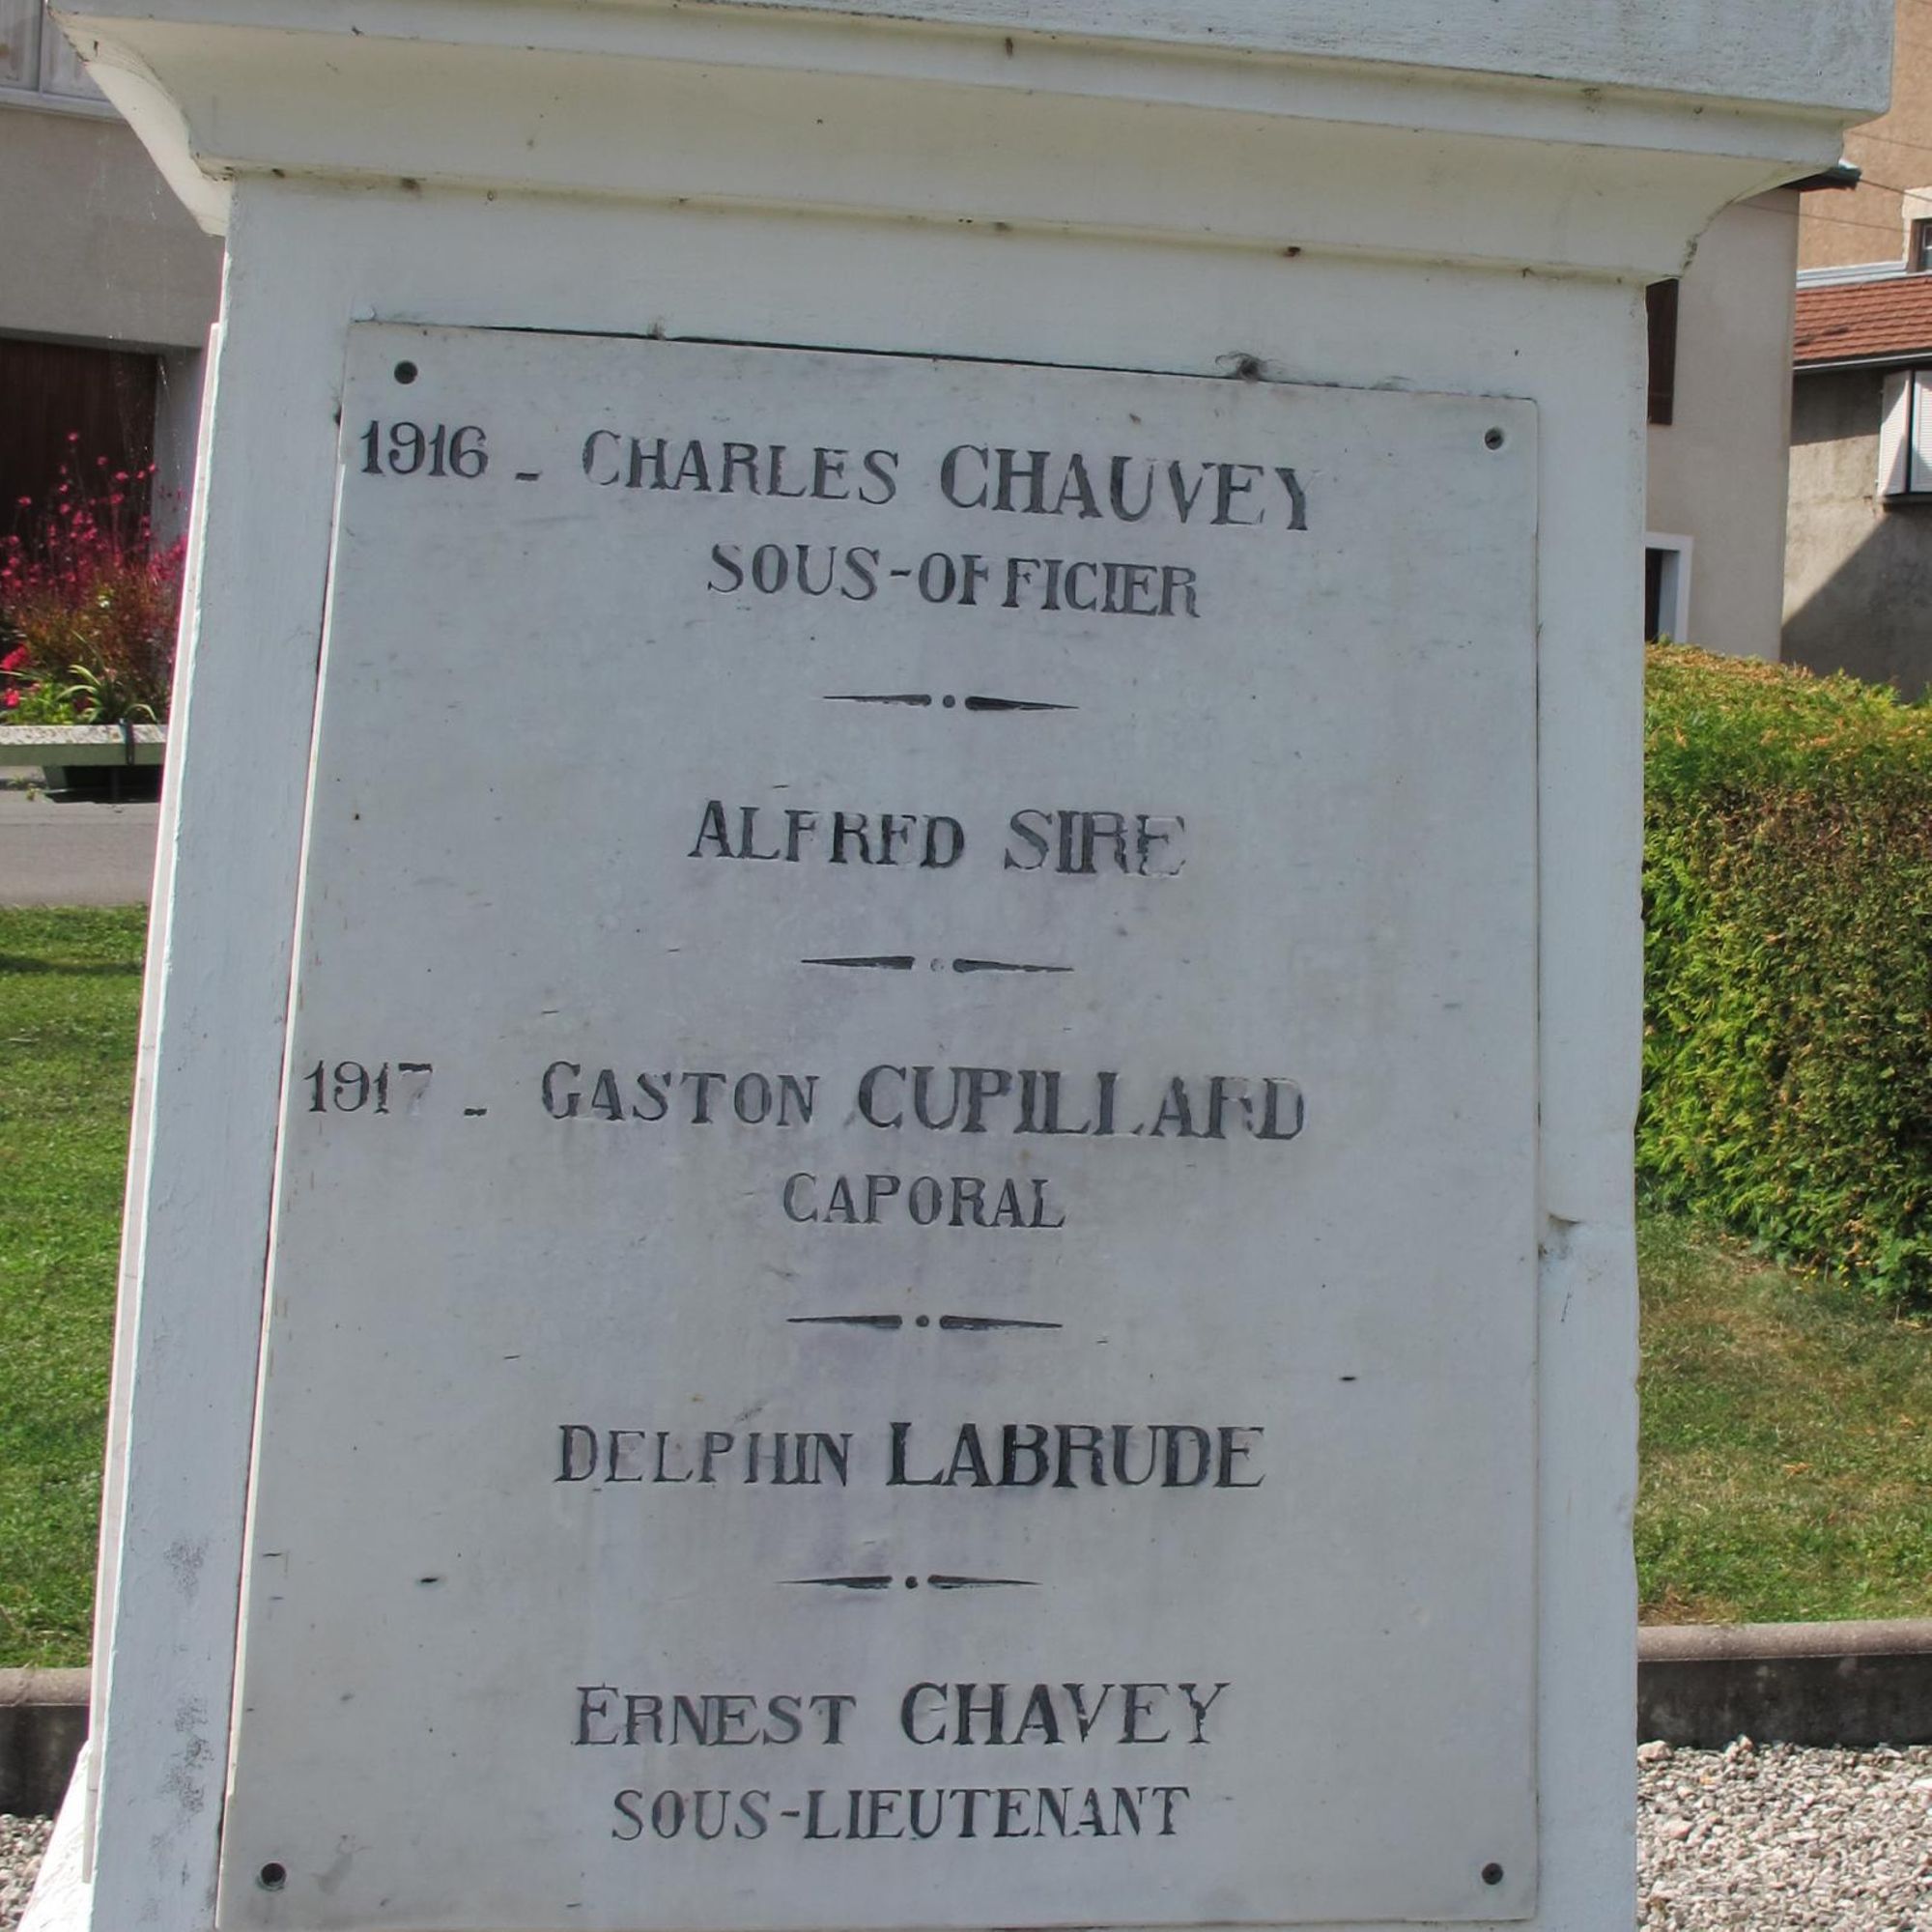 1916 - CHARLES CHAUVEY
SOUS-OFFICIER
ALFRED SIRE
1917 - GASTON CUPILLARD
CAPORAL
DELPHIN LABRUDE
ERNEST CHAVEY
SOUS-LIEUTENANT